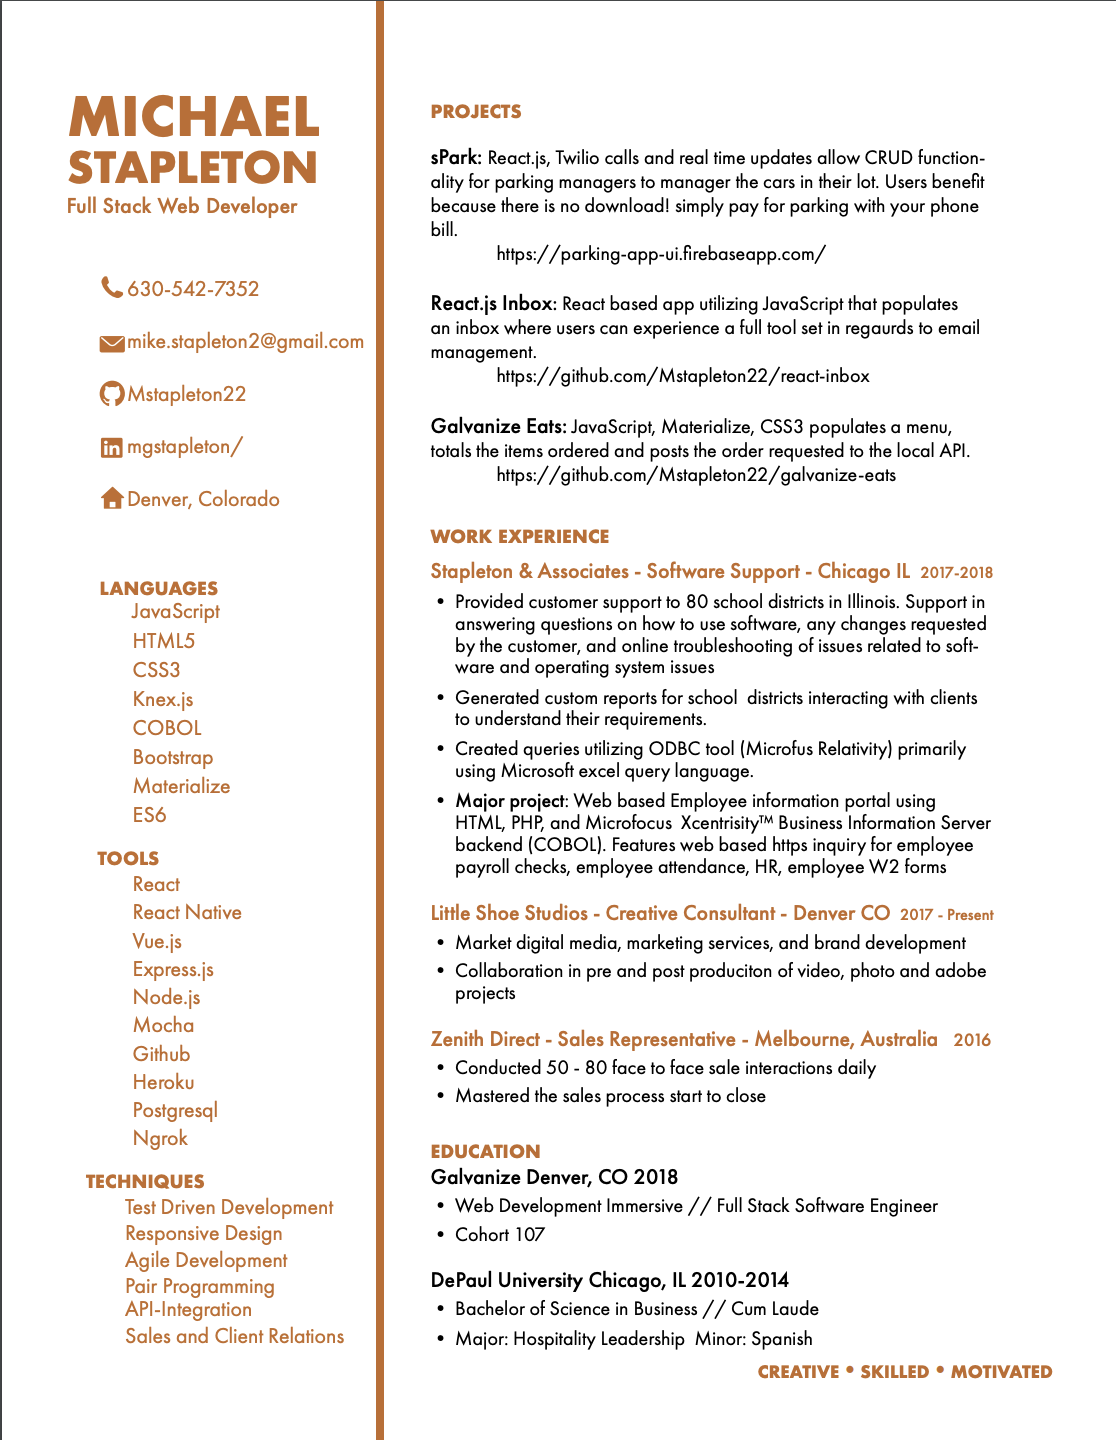 MICHAEL
STAPLETON
Full Stack Web Developer
630-542-7352
mike.stapleton2@gmail.com
Mstapleton22
mgstapleton/
Denver, Colorado
LANGUAGES
JavaScript
HTML5
CSS3
Knex.js
COBOL
Bootstrap
Materialize
ES6
TOOLS
React
React Native
Vue.js
Express.js
Node.js
Mocha
Github
Heroku
Postgresql
Ngrok
TECHNIQUES
Test Driven Development
Responsive Design
Agile Development
Pair Programming
API-Integration
Sales and Client Relations
PROJECTS
sPark: React.js, Twilio calls and real time updates allow CRUD function-
ality for parking managers to manager the cars in their lot. Users benefit
because there is no download! simply pay for parking with your phone
bill.
https://parking-app-ui.firebaseapp.com/
React.js Inbox: React based app utilizing JavaScript that populates
an inbox where users can experience a full tool set in regaurds to email
management.
https://github.com/Mstapleton22/react-inbox
Galvanize Eats: JavaScript, Materialize, CSS3 populates a menu,
totals the items ordered and posts the order requested to the local API.
https://github.com/Mstapleton22/galvanize-eats
WORK EXPERIENCE
Stapleton & Associates - Software Support - Chicago IL 2017-2018
• Provided customer support to 80 school districts in Illinois. Support in
answering questions on how to use software, any changes requested
by the customer, and online troubleshooting of issues related to soft-
ware and operating system issues
• Generated custom reports for school districts interacting with clients
to understand their requirements.
• Created queries utilizing ODBC tool (Microfus Relativity) primarily
using Microsoft excel query language.
• Major project: Web based Employee information portal using
HTML, PHP, and Microfocus Xcentrisity™ Business Information Server
backend (COBOL). Features web based https inquiry for employee
payroll checks, employee attendance, HR, employee W2 forms
Little Shoe Studios - Creative Consultant - Denver CO 2017 - Present
• Market digital media, marketing services, and brand development
• Collaboration in pre and post produciton of video, photo and adobe
projects
Zenith Direct - Sales Representative - Melbourne, Australia 2016
• Conducted 50 - 80 face to face sale interactions daily
• Mastered the sales process start to close
EDUCATION
Galvanize Denver, CO 2018
• Web Development Immersive // Full Stack Software Engineer
• Cohort 107
DePaul University Chicago, IL 2010-2014
• Bachelor of Science in Business // Cum Laude
• Major: Hospitality Leadership Minor: Spanish
CREATIVE • SKILLED • MOTIVATED